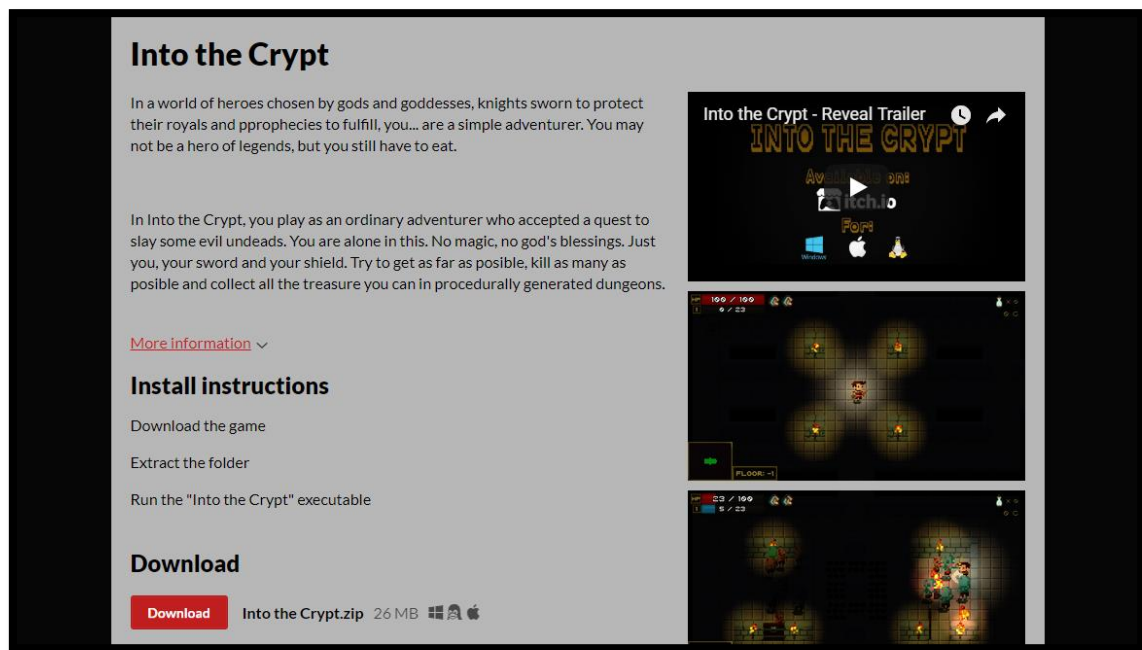 Into the Crypt
In a world of heroes chosen by gods and goddesses, knights sworn to protect
their royals and pprophecies to fulfill, you... are a simple adventurer. You may
not be a hero of legends, but you still have to eat.
In Into the Crypt, you play as an ordinary adventurer who accepted a quest to
slay some evil undeads. You are alone in this. No magic, no god's blessings. Just
you, your sword and your shield. Try to get as far as posible, kill as many as
posible and collect all the treasure you can in procedurally generated dungeons.
More information
Install instructions
Download the game
Extract the folder
Run the "Into the Crypt" executable
Download
Download
Into the Crypt.zip 26 MB
Into the Crypt - Reveal Trailer
INTO THE CRYPT
Available on:
itch.io
For:
Windows
100 / 100
0 / 23
FLOOR: -1
23 / 100
5 / 23